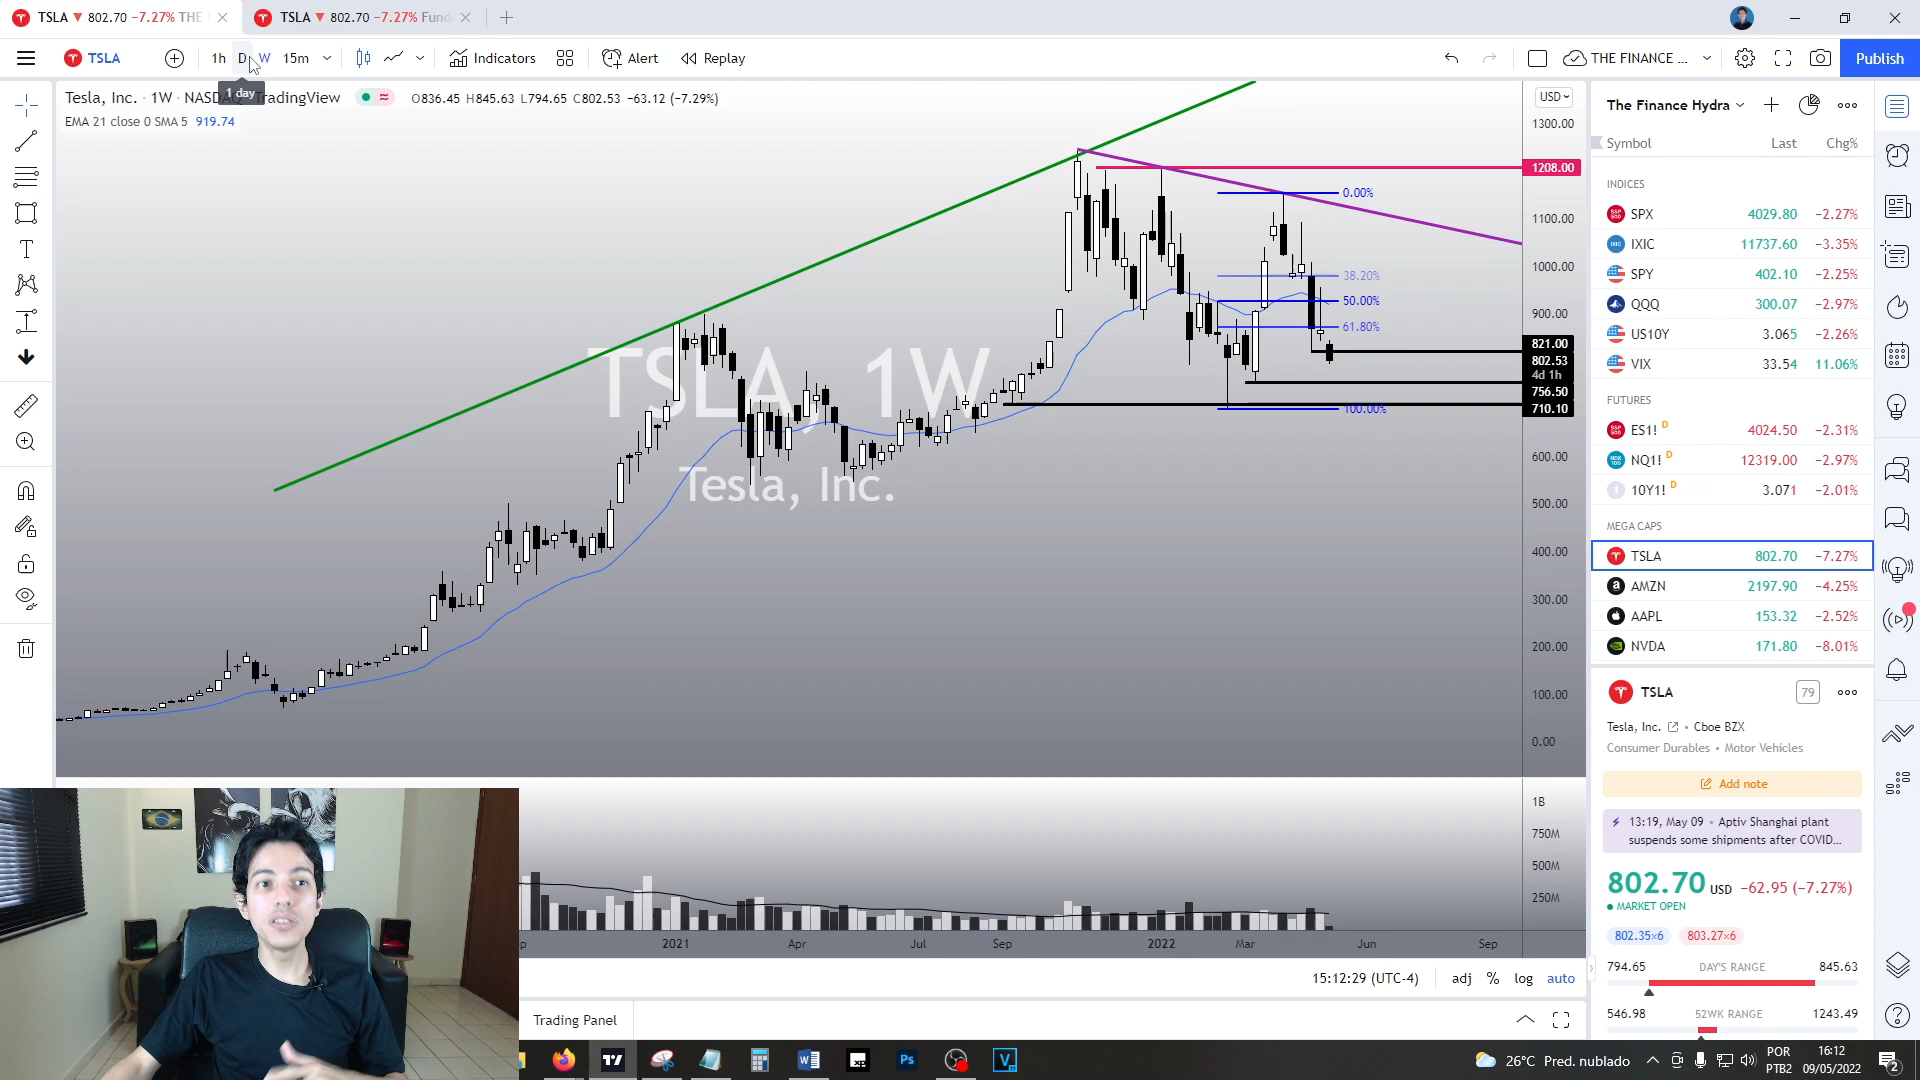 TSLA ▼ 802.70 −7.27% THE
TSLA ▼ 802.70 −7.27% Fund
TSLA
1h
D
W
15m
Indicators
Alert
Replay
THE FINANCE ...
Publish
1 day
Tesla, Inc. · 1W · NASDAQ · TradingView
O836.45 H845.63 L794.65 C802.53 −63.12 (−7.29%)
EMA 21 close 0 SMA 5 919.74
TSLA, 1W
Tesla, Inc.
0.00%
38.20%
50.00%
61.80%
100.00%
USD
1300.00
1208.00
1100.00
1000.00
900.00
821.00
802.53
4d 1h
756.50
710.10
600.00
500.00
400.00
300.00
200.00
100.00
0.00
1B
750M
500M
250M
2021
Apr
Jul
Sep
2022
Mar
Jun
Sep
15:12:29 (UTC-4)
adj
%
log
auto
Trading Panel
The Finance Hydra
Symbol
Last
Chg%
INDICES
SPX 4029.80 −2.27%
IXIC 11737.60 −3.35%
SPY 402.10 −2.25%
QQQ 300.07 −2.97%
US10Y 3.065 −2.26%
VIX 33.54 11.06%
FUTURES
ES1! D 4024.50 −2.31%
NQ1! D 12319.00 −2.97%
10Y1! D 3.071 −2.01%
MEGA CAPS
TSLA 802.70 −7.27%
AMZN 2197.90 −4.25%
AAPL 153.32 −2.52%
NVDA 171.80 −8.01%
TSLA
79
Tesla, Inc. • Cboe BZX
Consumer Durables • Motor Vehicles
Add note
13:19, May 09 • Aptiv Shanghai plant
suspends some shipments after COVID...
802.70 USD −62.95 (−7.27%)
MARKET OPEN
802.35×6
803.27×6
794.65 DAY'S RANGE 845.63
546.98 52WK RANGE 1243.49
Ps
V
26°C Pred. nublado
POR
PTB2
16:12
09/05/2022
2